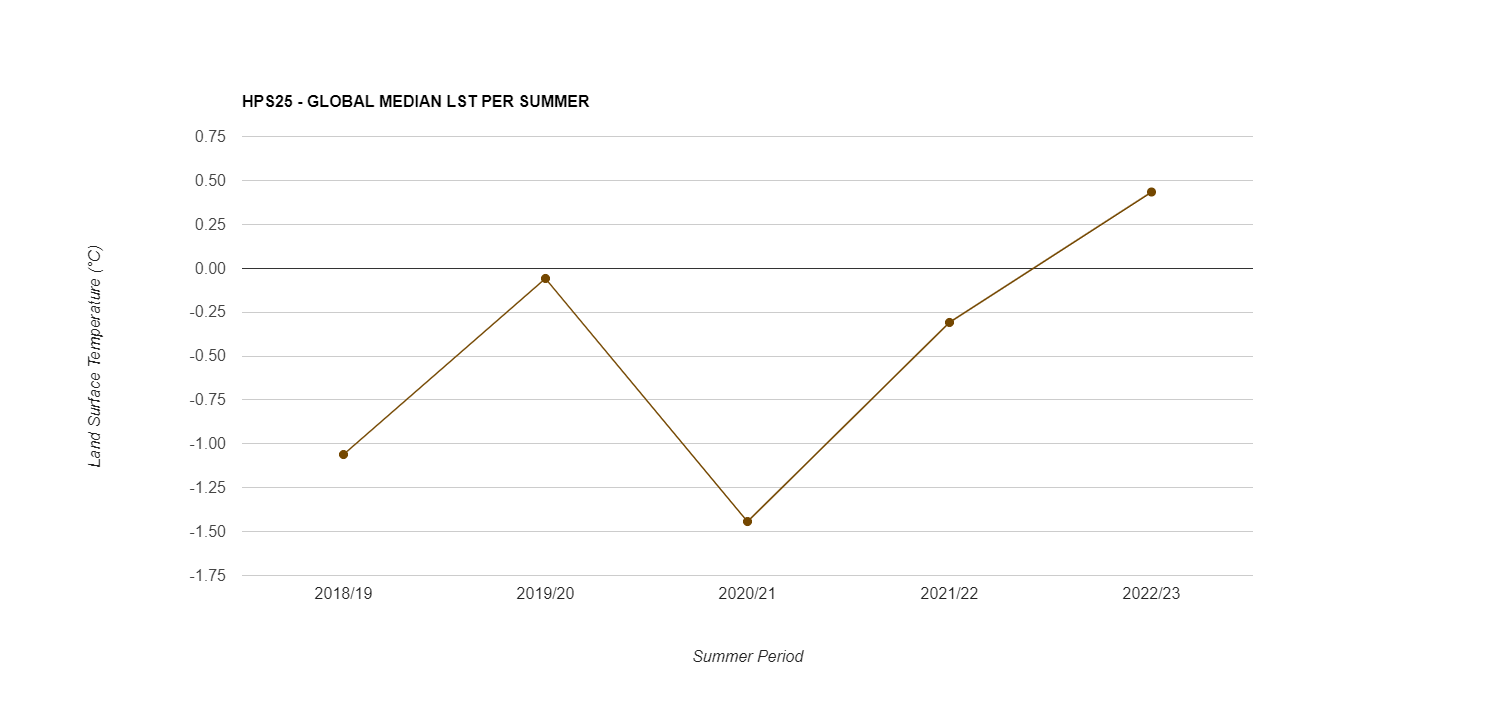 HPS25 - GLOBAL MEDIAN LST PER SUMMER
0.75
0.50
0.25
0.00
-0.25
-0.50
-0.75
-1.00
-1.25
-1.50
-1.75
Land Surface Temperature (°C)
2018/19 2019/20 2020/21 2021/22 2022/23
Summer Period